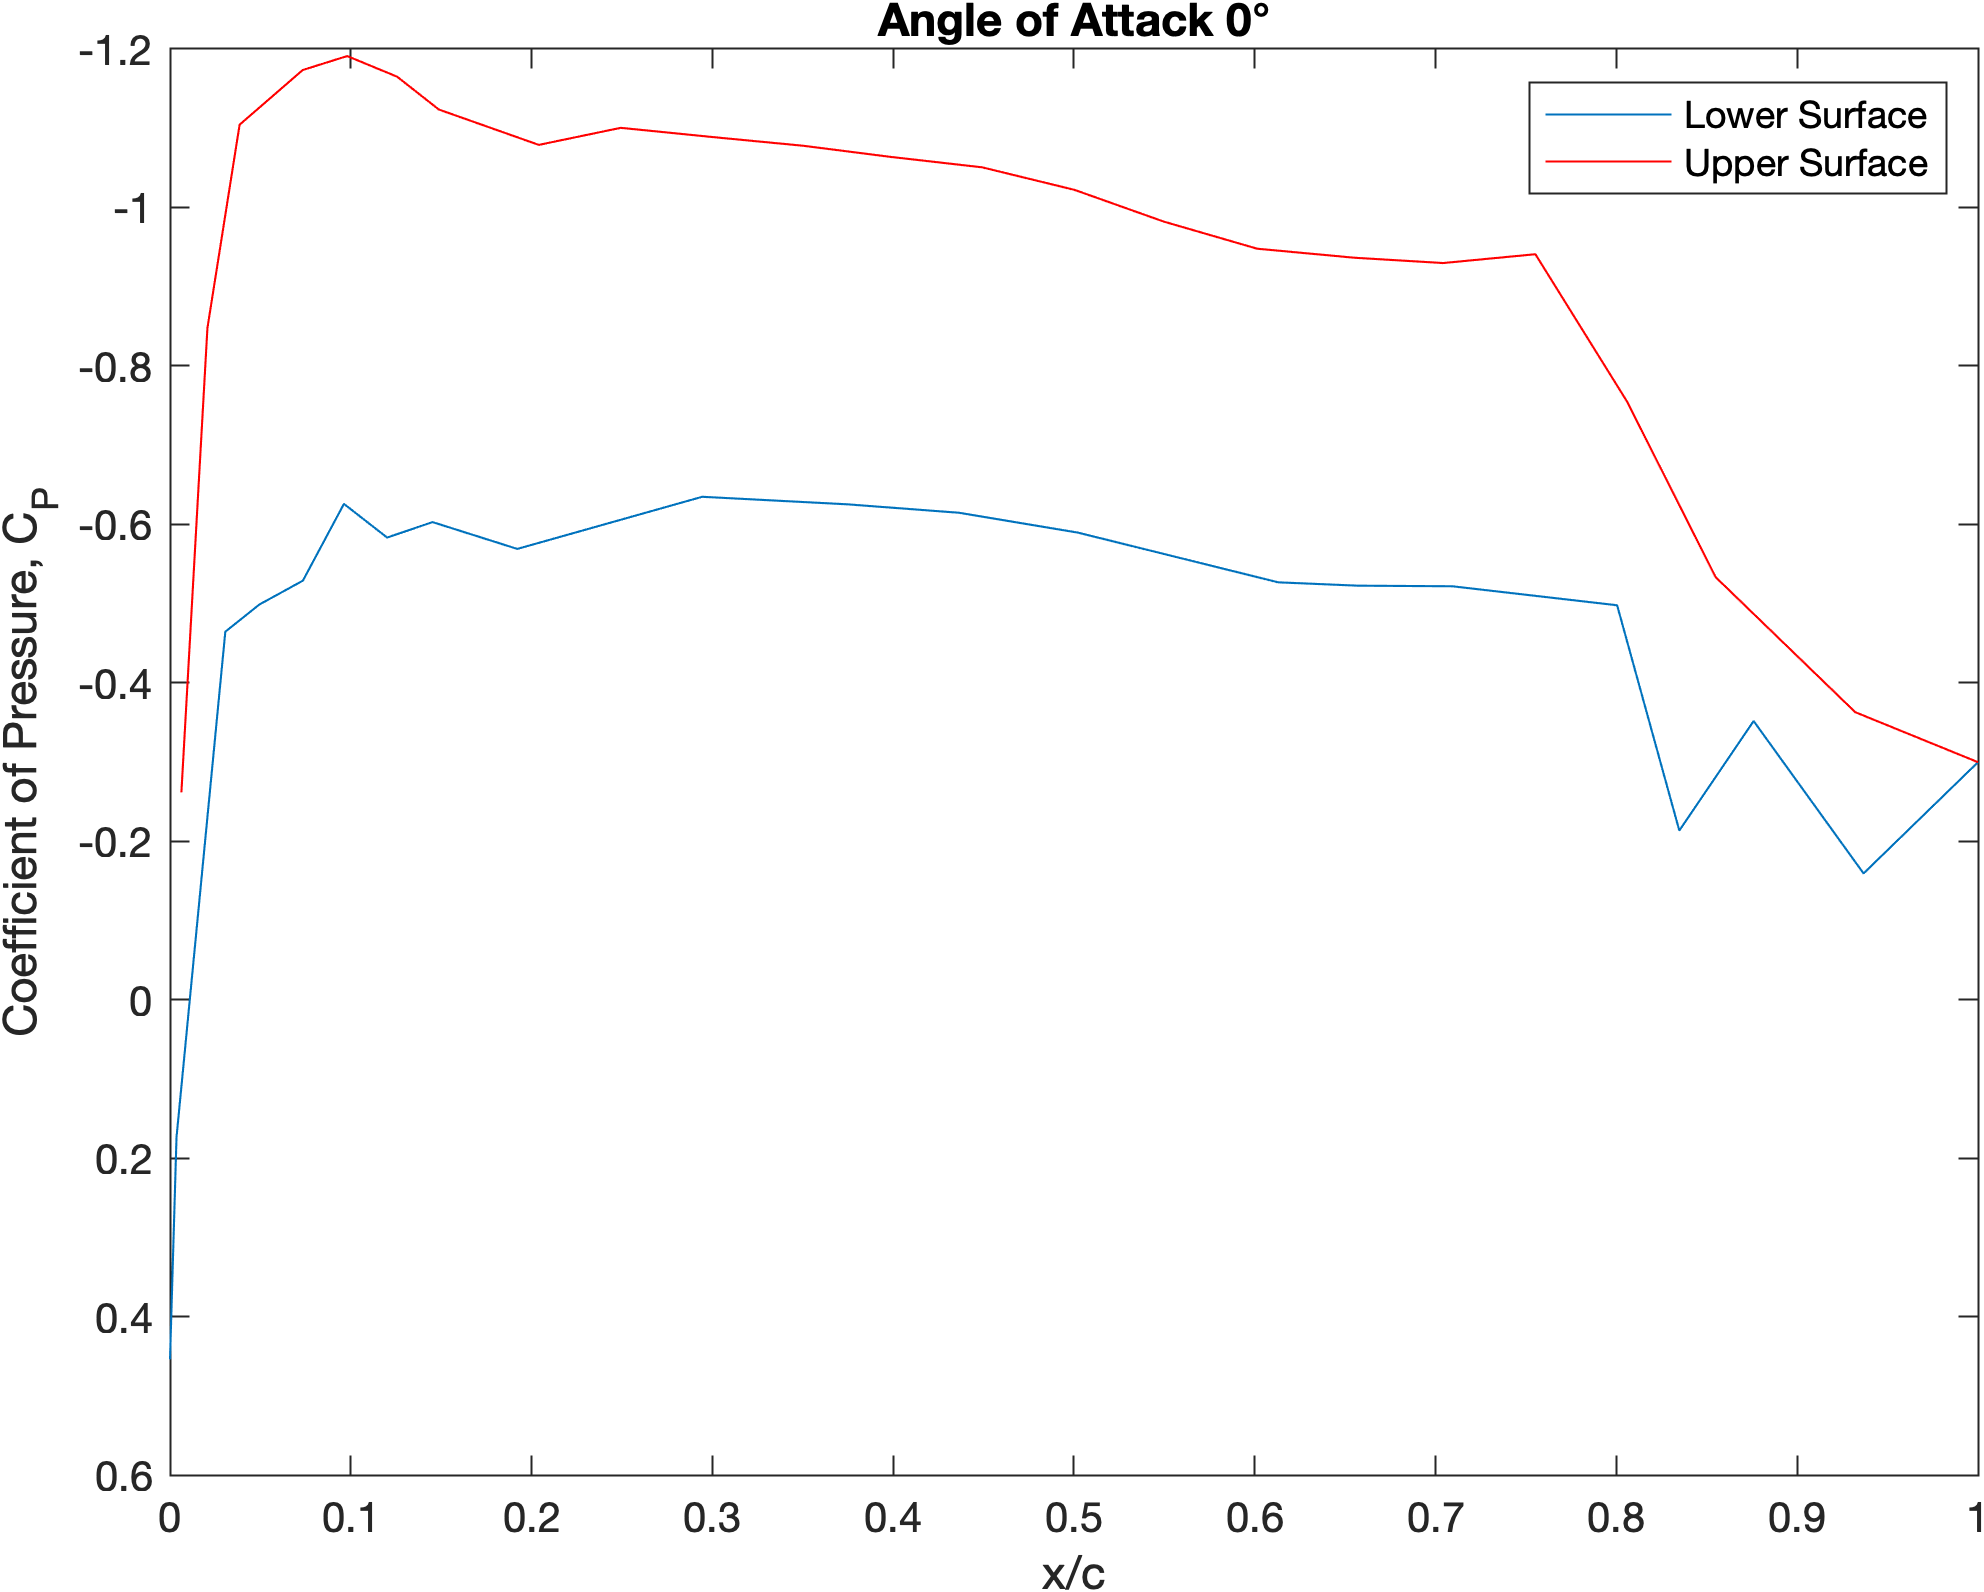 Angle of Attack 0°
-1.2
-1
-0.8
-0.6
-0.4
-0.2
0
0.2
0.4
0.6
Coefficient of Pressure, C_P
Lower Surface
Upper Surface
0 0.1 0.2 0.3 0.4 0.5 0.6 0.7 0.8 0.9 1
x/c